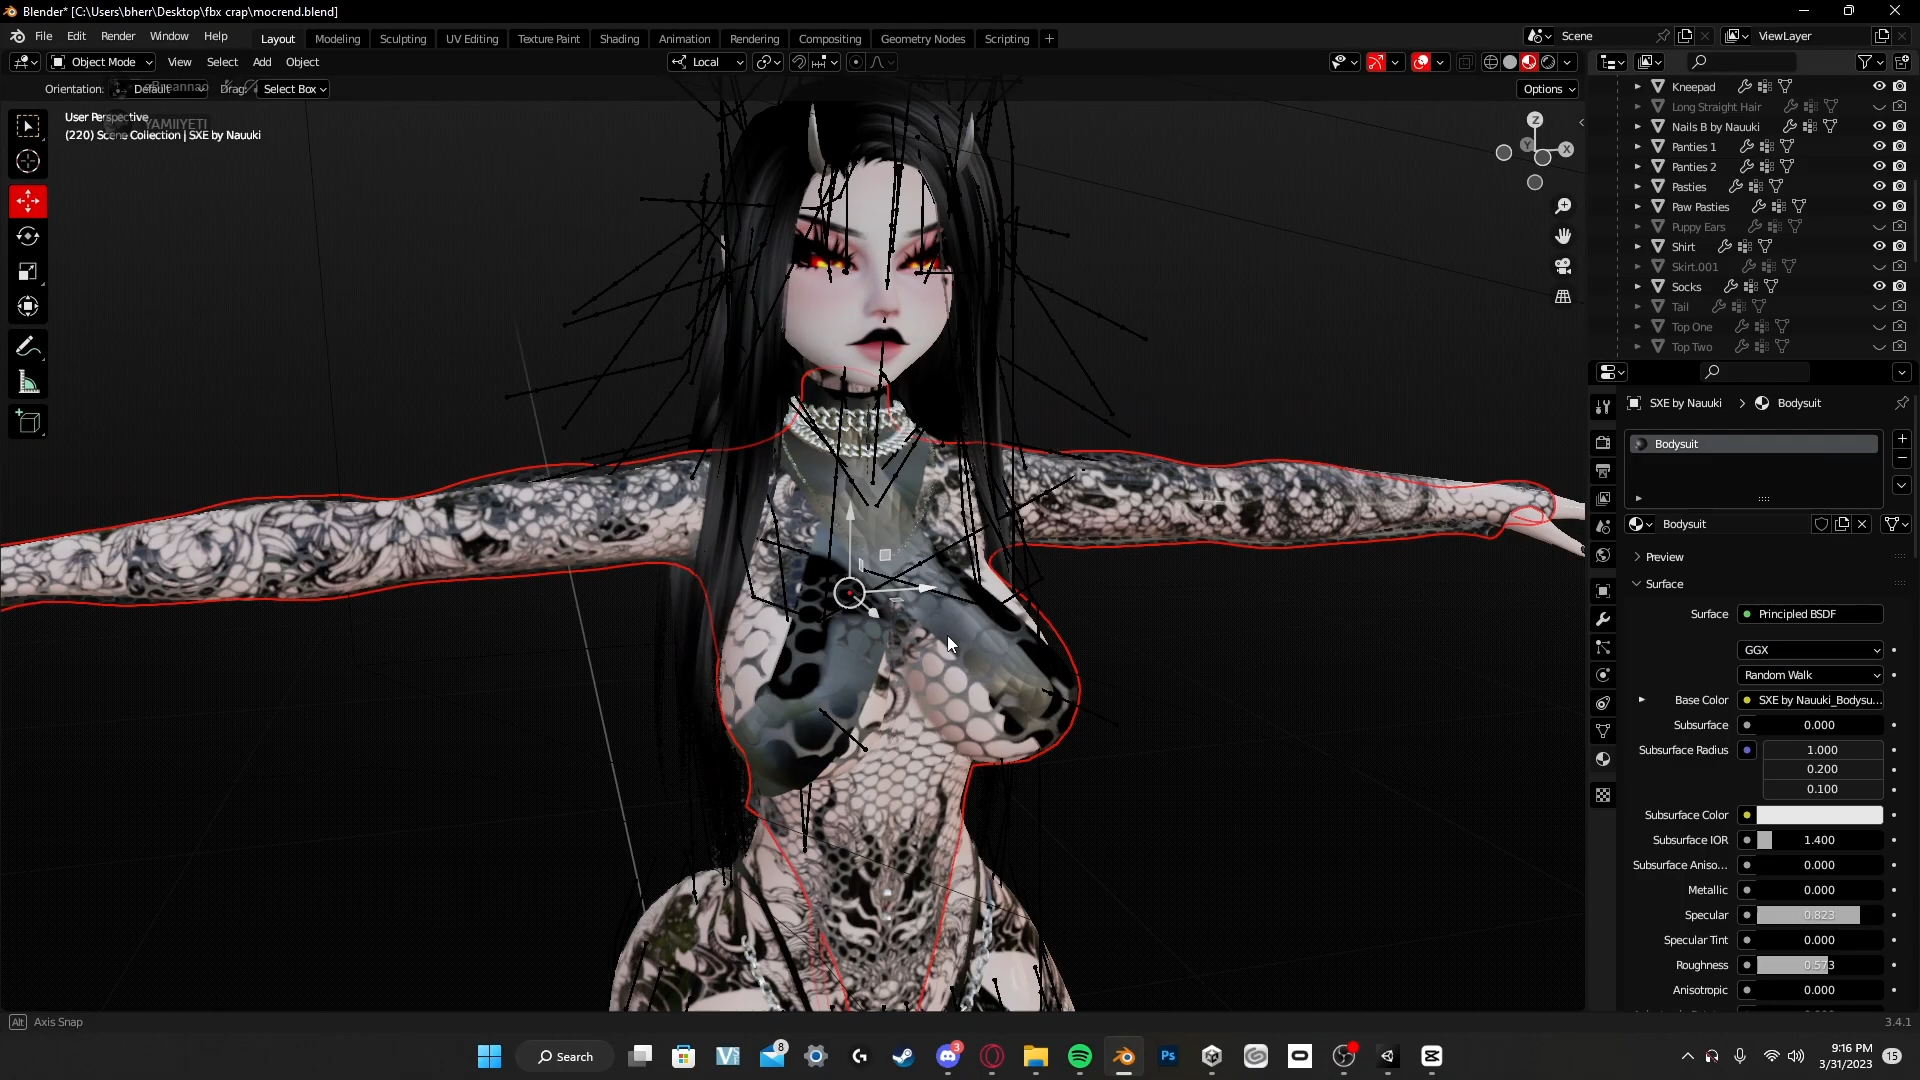 Blender* [C:\Users\bherr\Desktop\fbx crap\mocrend.blend]
File Edit Render Window Help
Layout Modeling Sculpting UV Editing Texture Paint Shading Animation Rendering Compositing Geometry Nodes Scripting +
Scene
ViewLayer
Object Mode View Select Add Object
Local
Orientation: Default Drag: Select Box
Options
User Perspective
YAMIIYETI
(220) Scene Collection | SXE by Nauuki
Z
Y
X
Kneepad
Long Straight Hair
Nails B by Nauuki
Panties 1
Panties 2
Pasties
Paw Pasties
Puppy Ears
Shirt
Skirt.001
Socks
Tail
Top One
Top Two
SXE by Nauuki > Bodysuit
Bodysuit
Bodysuit
Preview
Surface
Surface Principled BSDF
GGX
Random Walk
Base Color SXE by Nauuki_Bodysu...
Subsurface 0.000
Subsurface Radius 1.000
0.200
0.100
Subsurface Color
Subsurface IOR 1.400
Subsurface Aniso... 0.000
Metallic 0.000
Specular 0.823
Specular Tint 0.000
Roughness 0.573
Anisotropic 0.000
Alt Axis Snap
3.4.1
Search
8
3
Ps
9:16 PM
3/31/2023
15